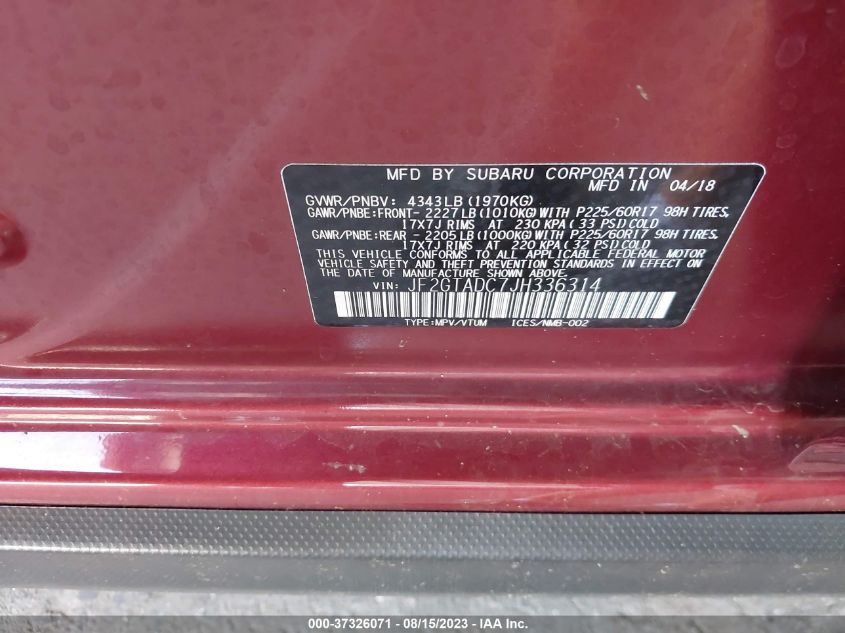 MFD BY SUBARU CORPORATION
MFD IN 04/18
GVWR/PNBV: 4343LB(1970KG)
GAWR/PNBE:FRONT- 2227LB(1010KG)WITH P225/60R17 98H TIRES,
17X7J RIMS AT 230 KPA(33 PSI)COLD
GAWR/PNBE:REAR - 2205LB(1000KG)WITH P225/60R17 98H TIRES,
17X7J RIMS AT 220 KPA(32 PSI)COLD
THIS VEHICLE CONFORMS TO ALL APPLICABLE FEDERAL MOTOR
VEHICLE SAFETY AND THEFT PREVENTION STANDARDS IN EFFECT ON
THE DATE OF MANUFACTURE SHOWN ABOVE.
VIN: JF2GTADC7JH336314
TYPE:MPV/VTUM ICES/NMB-002
000-37326071 - 08/15/2023 - IAA Inc.